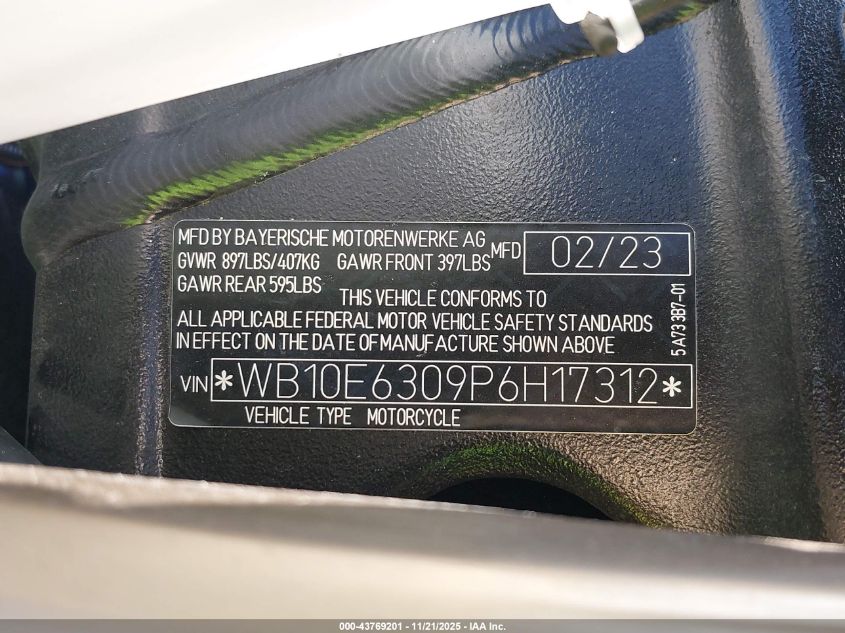 MFD BY BAYERISCHE MOTORENWERKE AG MFD 02/23
GVWR 897LBS/407KG GAWR FRONT 397LBS
GAWR REAR 595LBS
THIS VEHICLE CONFORMS TO
ALL APPLICABLE FEDERAL MOTOR VEHICLE SAFETY STANDARDS
IN EFFECT ON THE DATE OF MANUFACTURE SHOWN ABOVE
5A733B7-01
VIN *WB10E6309P6H17312*
VEHICLE TYPE MOTORCYCLE
000-43769201 - 11/21/2025 - IAA Inc.